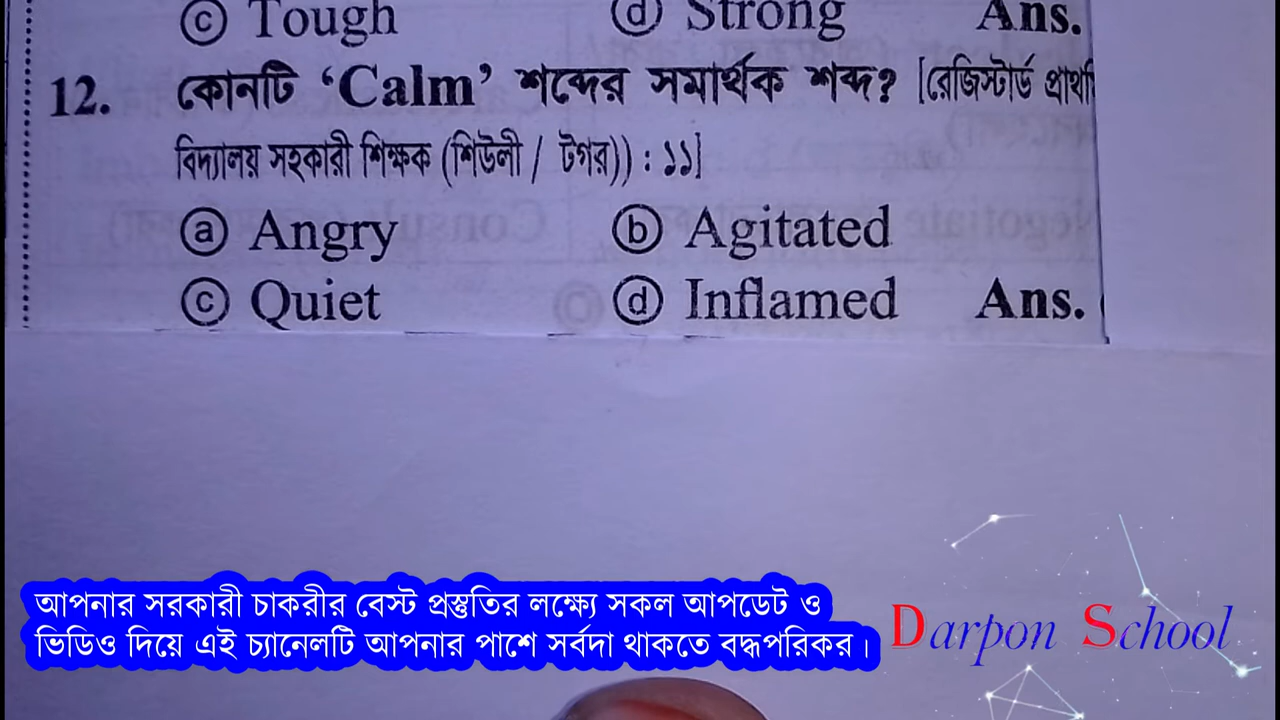 ⓒ Tough ⓓ Strong Ans.
12. কোনটি ‘Calm’ শব্দের সমার্থক শব্দ? [রেজিস্টার্ড
বিদ্যালয় সহকারী শিক্ষক (শিউলী / টগর)) : ১১]
ⓐ Angry ⓑ Agitated
ⓒ Quiet ⓓ Inflamed Ans.
আপনার সরকারী চাকরীর বেস্ট প্রস্তুতির লক্ষ্যে সকল আপডেট ও
ভিডিও দিয়ে এই চ্যানেলটি আপনার পাশে সর্বদা থাকতে বদ্ধপরিকর।
Darpon School